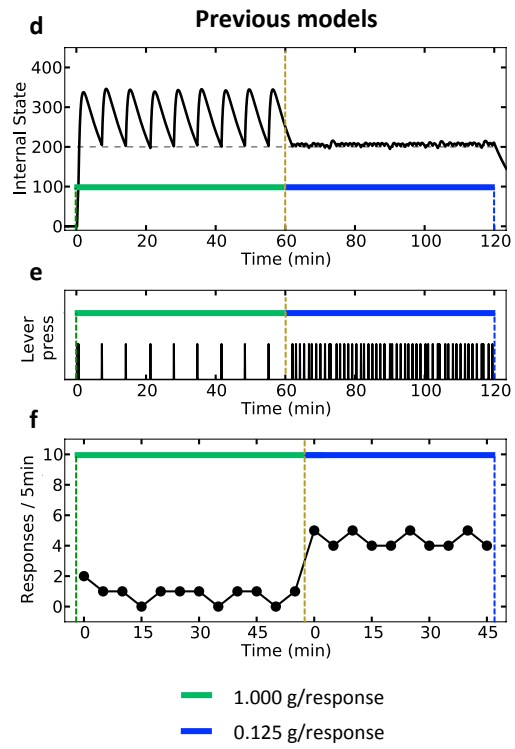 Previous models
d
400
300
200
100
0
Internal State
0 20 40 60 80 100 120
Time (min)
e
Lever
press
0 20 40 60 80 100 120
Time (min)
f
10
8
6
4
2
0
Responses / 5min
0 15 30 45 0 15 30 45
Time (min)
1.000 g/response
0.125 g/response